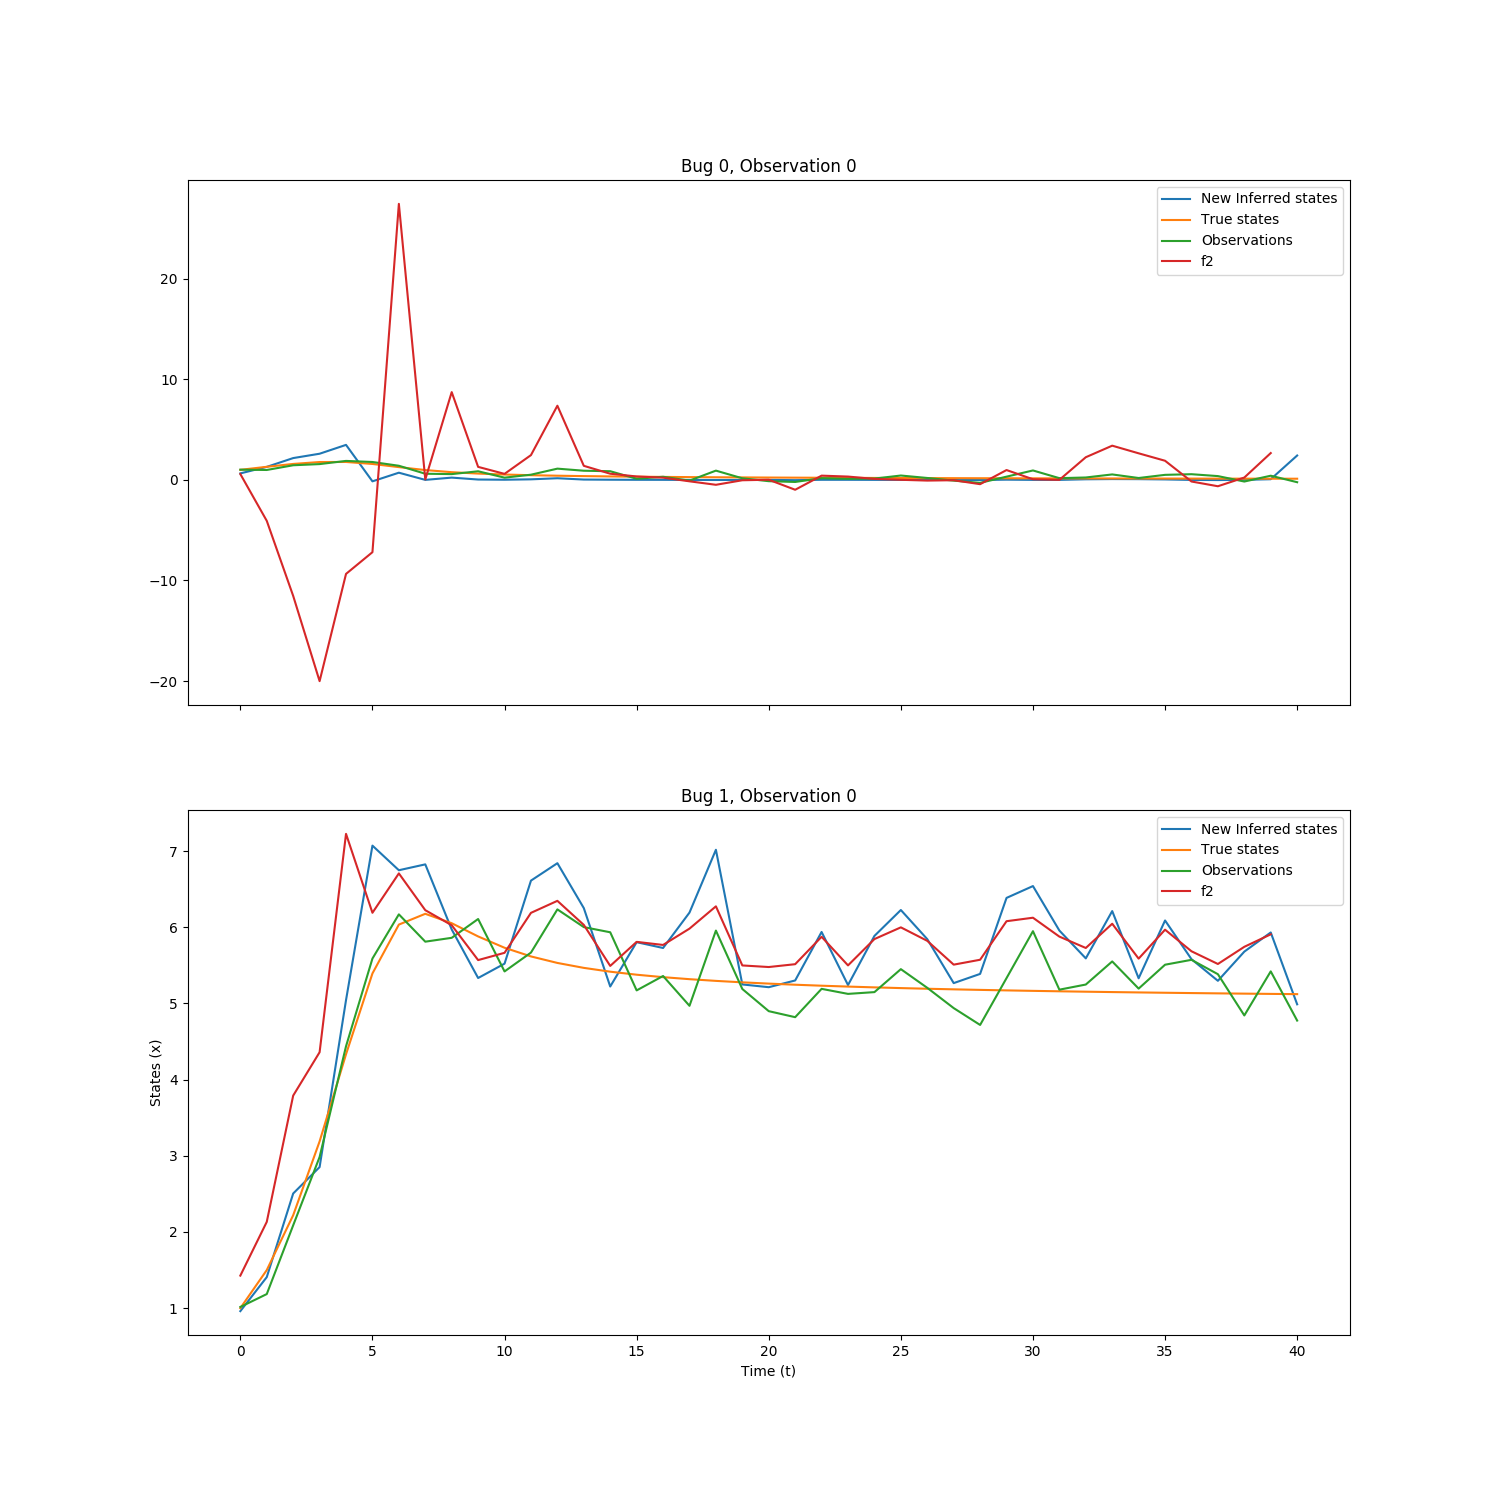 Bug 0, Observation 0
New Inferred states
True states
Observations
f2
20
10
0
−10
−20
Bug 1, Observation 0
New Inferred states
True states
Observations
f2
7
6
5
4
3
2
1
States (x)
0 5 10 15 20 25 30 35 40
Time (t)